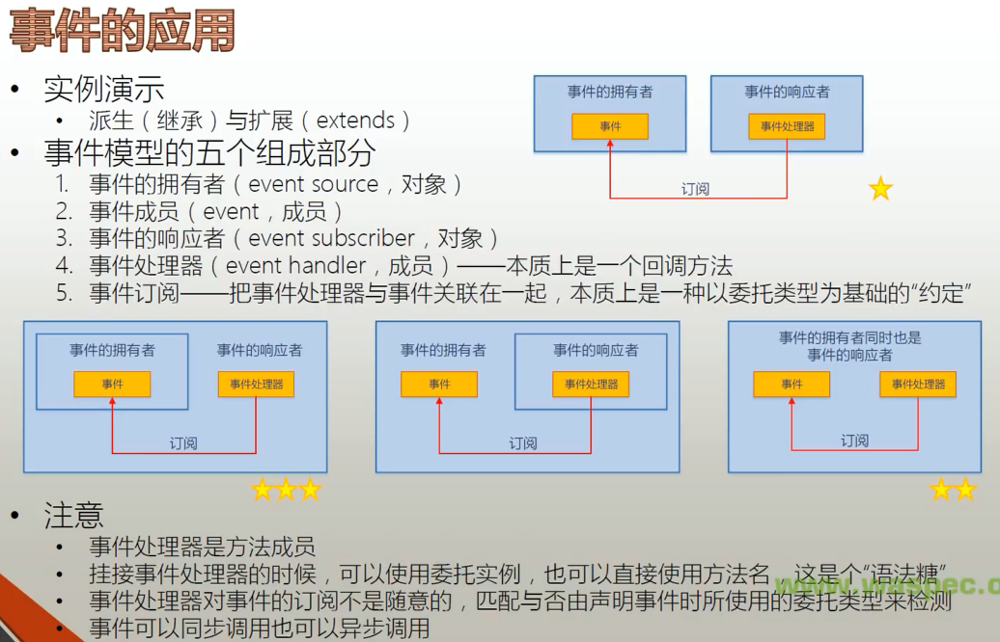 事件的应用
• 实例演示
• 派生（继承）与扩展（extends）
• 事件模型的五个组成部分
1. 事件的拥有者（event source，对象）
2. 事件成员（event，成员）
3. 事件的响应者（event subscriber，对象）
4. 事件处理器（event handler，成员）——本质上是一个回调方法
5. 事件订阅——把事件处理器与事件关联在一起，本质上是一种以委托类型为基础的“约定”
事件的拥有者
事件
事件的响应者
事件处理器
订阅
事件的拥有者
事件
事件的响应者
事件处理器
订阅
事件的拥有者
事件
事件的响应者
事件处理器
订阅
事件的拥有者同时也是
事件的响应者
事件
事件处理器
订阅
• 注意
• 事件处理器是方法成员
• 挂接事件处理器的时候，可以使用委托实例，也可以直接使用方法名，这是个“语法糖”
• 事件处理器对事件的订阅不是随意的，匹配与否由声明事件时所使用的委托类型来检测
• 事件可以同步调用也可以异步调用